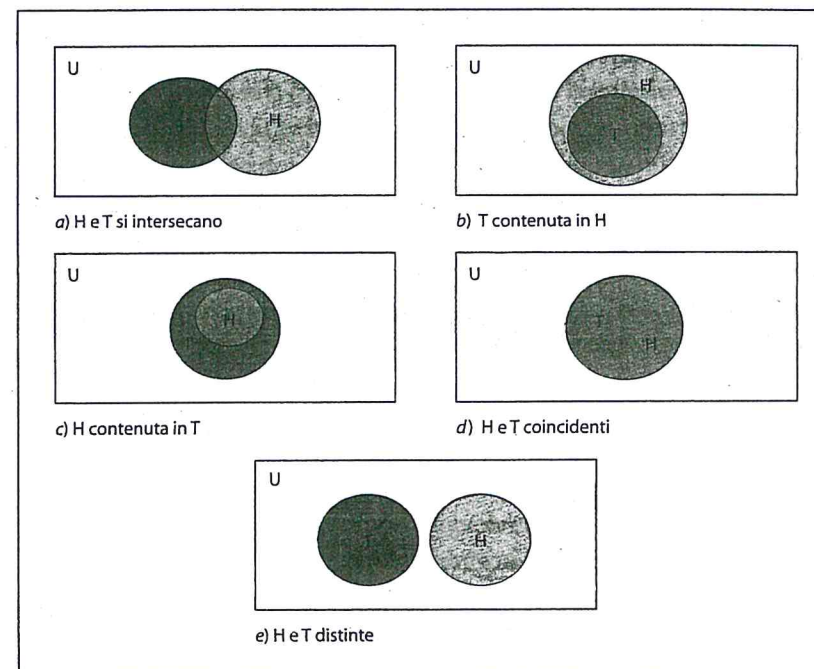 U
H
a) H e T si intersecano
U
H
T
b) T contenuta in H
U
H
T
c) H contenuta in T
U
T
H
d) H e T coincidenti
U
T
H
e) H e T distinte